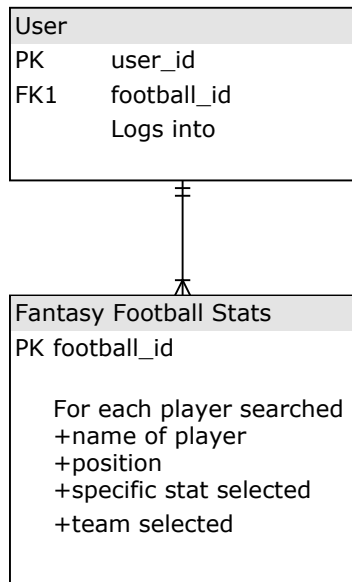 User
PK user_id
FK1 football_id
Logs into
Fantasy Football Stats
PK football_id
For each player searched
+name of player
+position
+specific stat selected
+team selected